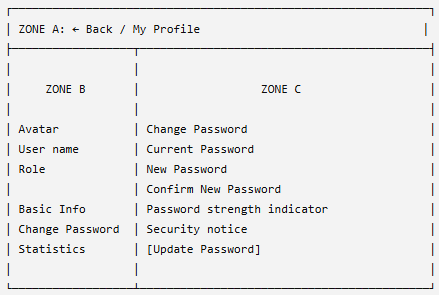 ZONE A: ← Back / My Profile
ZONE B ZONE C
Avatar Change Password
User name Current Password
Role New Password
Confirm New Password
Basic Info Password strength indicator
Change Password Security notice
Statistics [Update Password]